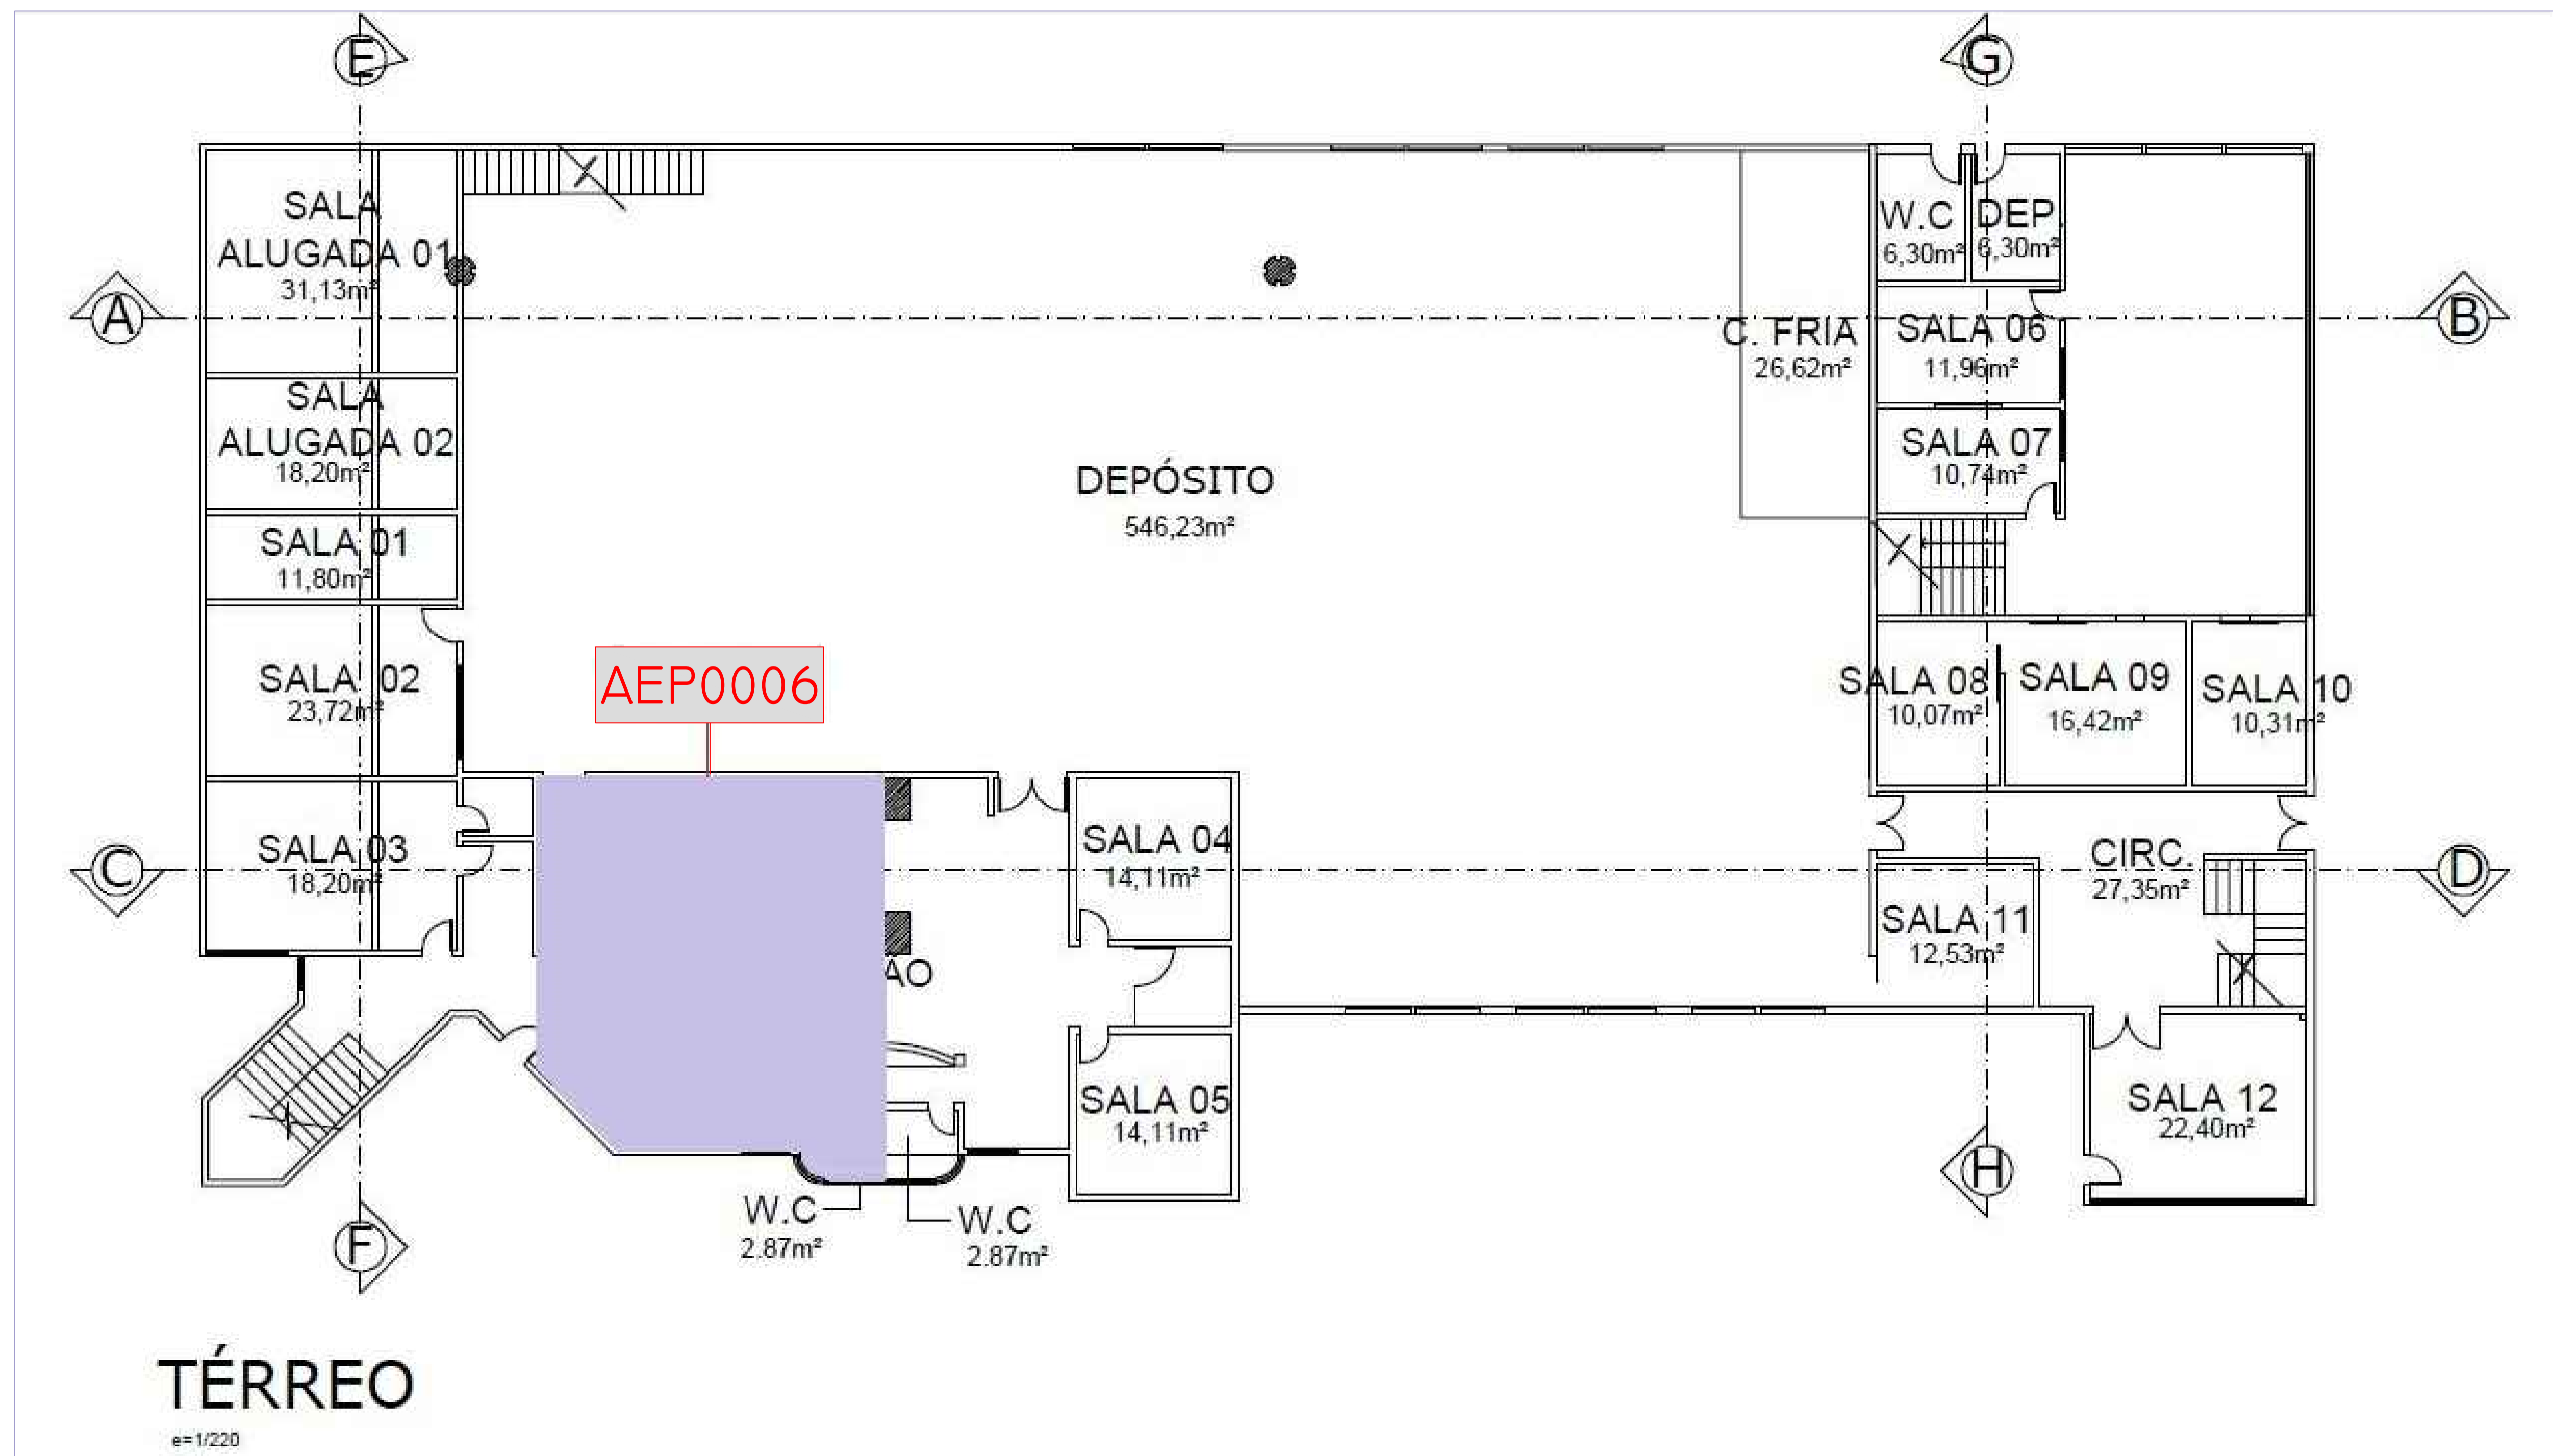 E
G
SALA
ALUGADA 01
31,13m²
W.C
6,30m²
DEP.
6,30m²
A
B
C. FRIA
26,62m²
SALA 06
11,96m²
SALA
ALUGADA 02
18,20m²
SALA 07
10,74m²
DEPÓSITO
546,23m²
SALA 01
11,80m²
SALA 02
23,72m²
AEP0006
SALA 08
10,07m²
SALA 09
16,42m²
SALA 10
10,31m²
SALA 03
18,20m²
SALA 04
14,11m²
CIRC.
27,35m²
C
D
SALA 11
12,53m²
ÃO
SALA 05
14,11m²
SALA 12
22,40m²
H
W.C
2.87m²
W.C
2.87m²
F
TÉRREO
e=1/220